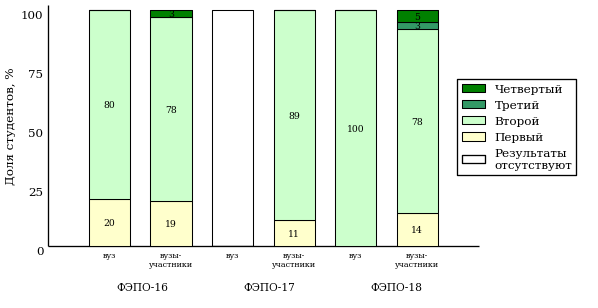 100
75
50
25
0
Доля студентов, %
80
20
3
78
19
89
11
100
5
3
78
14
вуз
вузы-
участники
вуз
вузы-
участники
вуз
вузы-
участники
ФЭПО-16
ФЭПО-17
ФЭПО-18
Четвертый
Третий
Второй
Первый
Результаты
отсутствуют